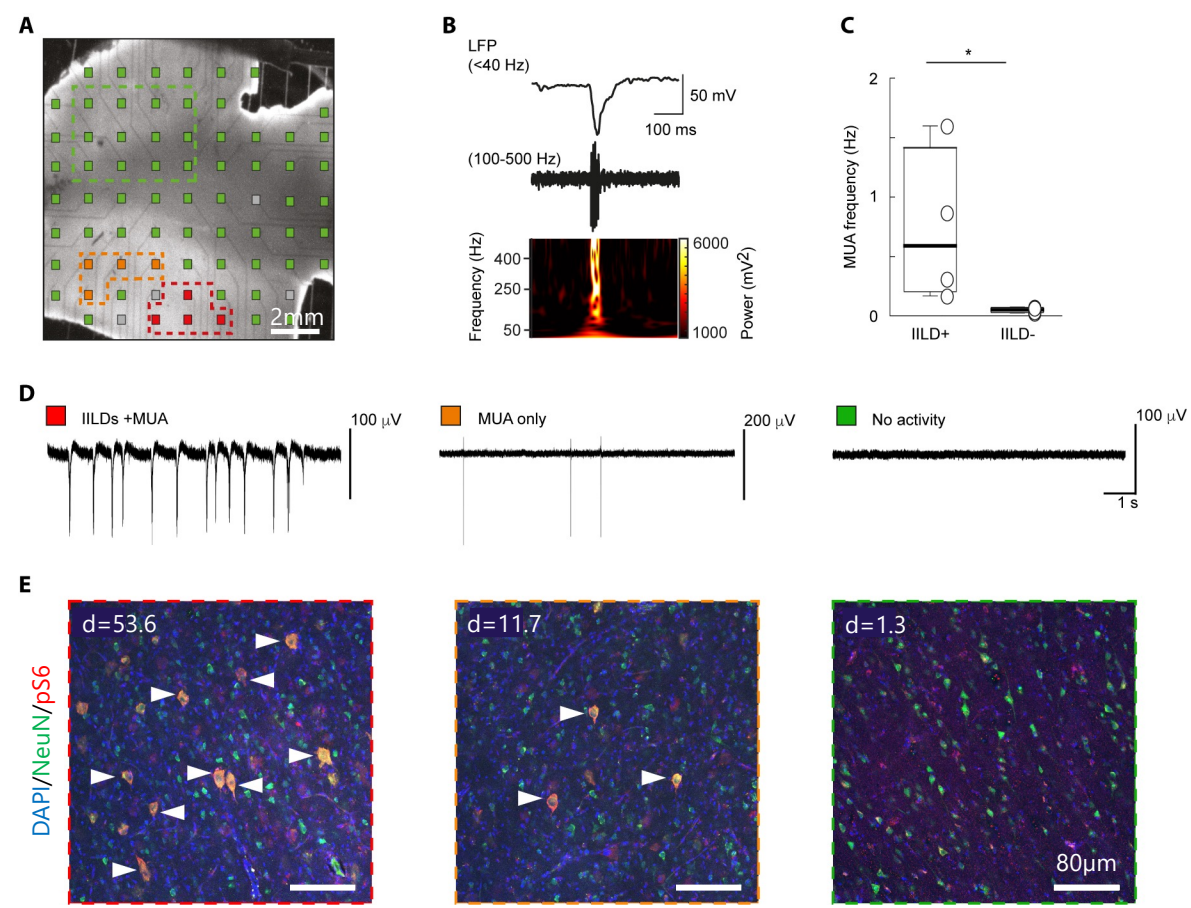 A
2mm
B
LFP
(<40 Hz)
50 mV
100 ms
(100-500 Hz)
Frequency (Hz)
400
250
50
6000
1000
Power (mV2)
C
*
MUA frequency (Hz)
2
1
0
IILD+
IILD-
D
IILDs +MUA
100 µV
MUA only
200 µV
No activity
100 µV
1 s
E
DAPI/NeuN/pS6
d=53.6
d=11.7
d=1.3
80µm